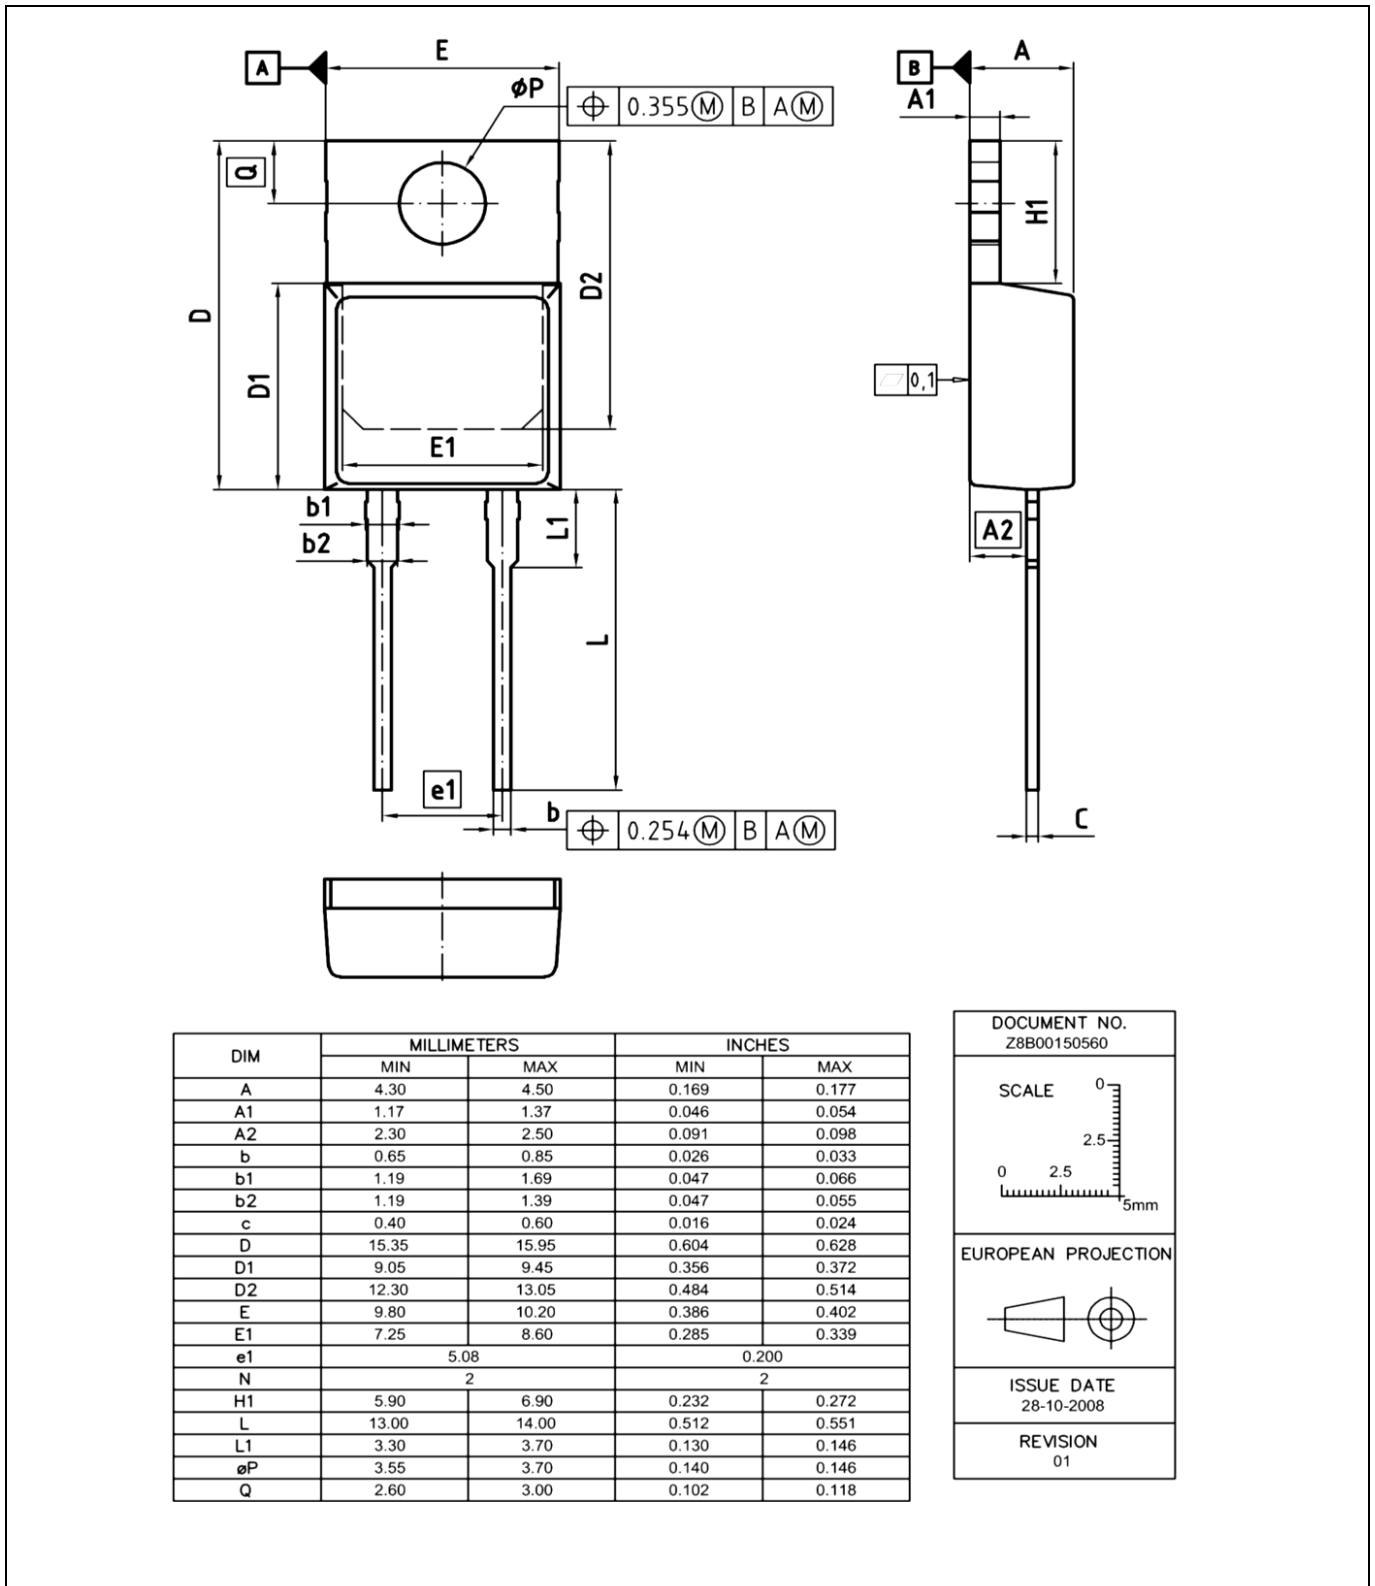 A E B A
øP 0.355 Ⓜ B A Ⓜ A1
Q
H1
D2
D
D1
0,1
E1
b1
L1
A2
b2
L
e1
b 0.254 Ⓜ B A Ⓜ C
DIM MILLIMETERS INCHES
MIN MAX MIN MAX
A 4.30 4.50 0.169 0.177
A1 1.17 1.37 0.046 0.054
A2 2.30 2.50 0.091 0.098
b 0.65 0.85 0.026 0.033
b1 1.19 1.69 0.047 0.066
b2 1.19 1.39 0.047 0.055
c 0.40 0.60 0.016 0.024
D 15.35 15.95 0.604 0.628
D1 9.05 9.45 0.356 0.372
D2 12.30 13.05 0.484 0.514
E 9.80 10.20 0.386 0.402
E1 7.25 8.60 0.285 0.339
e1 5.08 0.200
N 2 2
H1 5.90 6.90 0.232 0.272
L 13.00 14.00 0.512 0.551
L1 3.30 3.70 0.130 0.146
øP 3.55 3.70 0.140 0.146
Q 2.60 3.00 0.102 0.118
DOCUMENT NO.
Z8B00150560
SCALE 0
2.5
0 2.5
5mm
EUROPEAN PROJECTION
ISSUE DATE
28-10-2008
REVISION
01